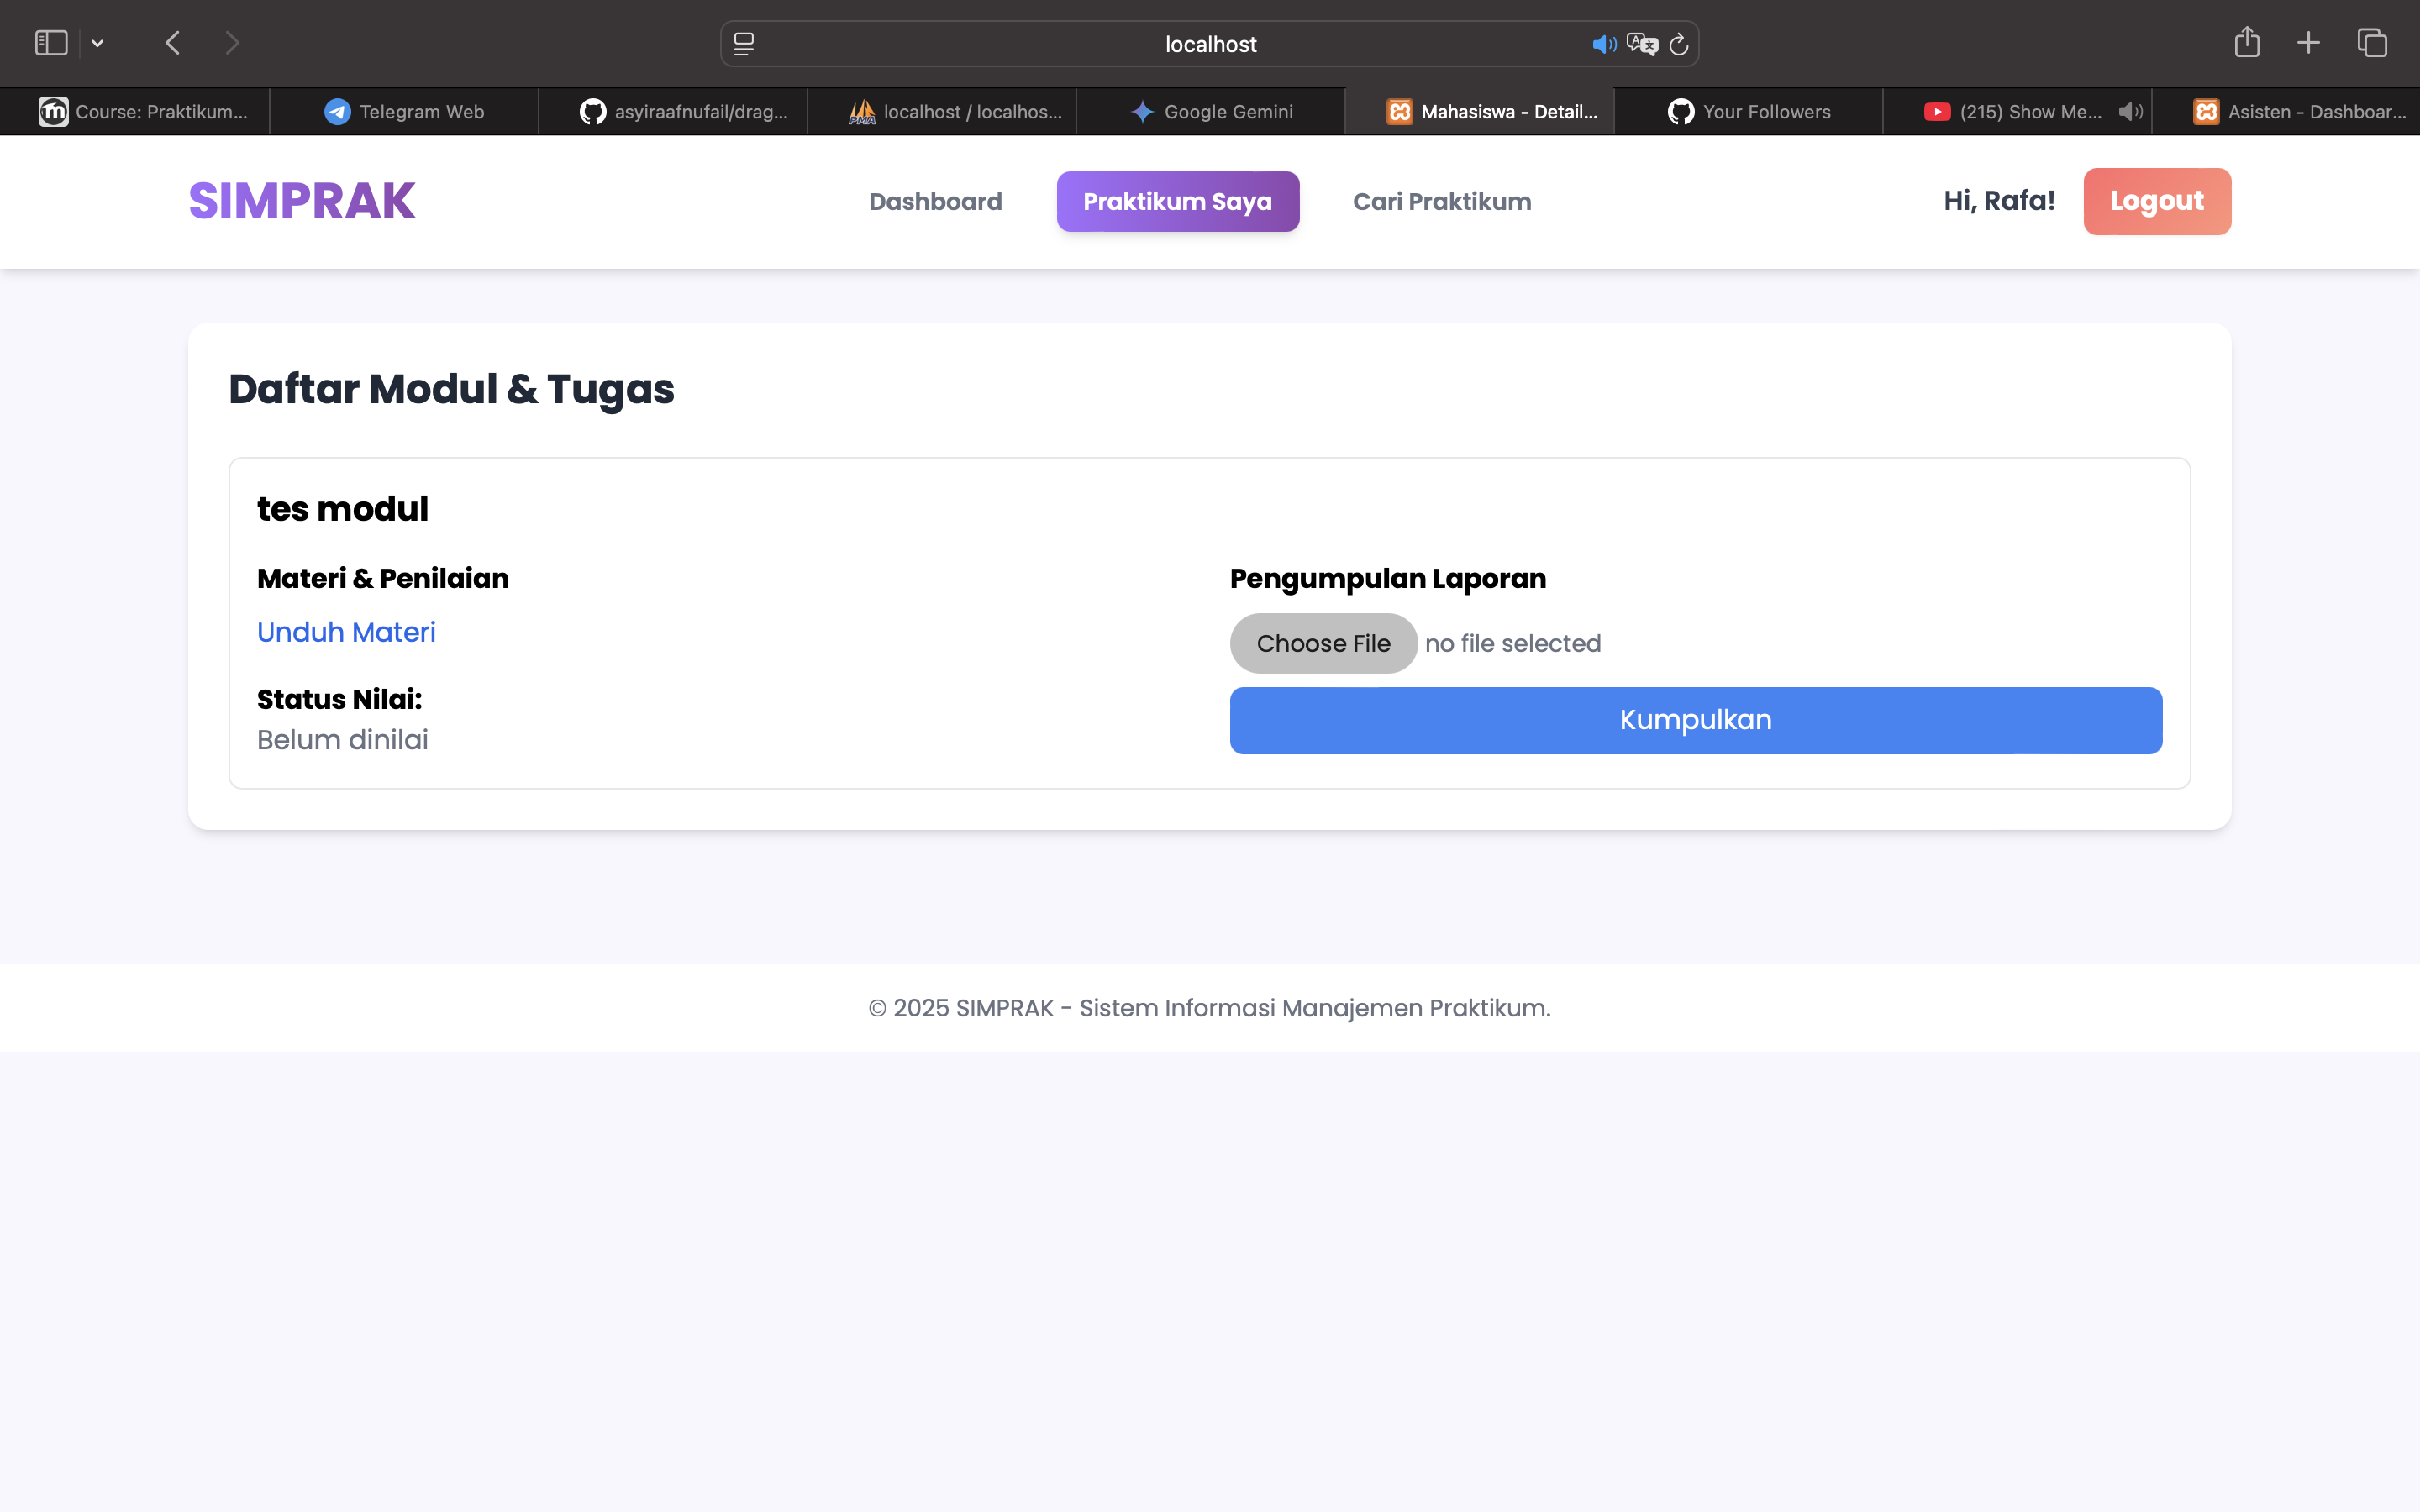 localhost
Course: Praktikum...
Telegram Web
asyiraafnufail/drag...
localhost / localhos...
Google Gemini
Mahasiswa - Detail...
Your Followers
(215) Show Me...
Asisten - Dashboar...
SIMPRAK
Dashboard
Praktikum Saya
Cari Praktikum
Hi, Rafa!
Logout
Daftar Modul & Tugas
tes modul
Materi & Penilaian
Unduh Materi
Status Nilai:
Belum dinilai
Pengumpulan Laporan
Choose File no file selected
Kumpulkan
© 2025 SIMPRAK - Sistem Informasi Manajemen Praktikum.